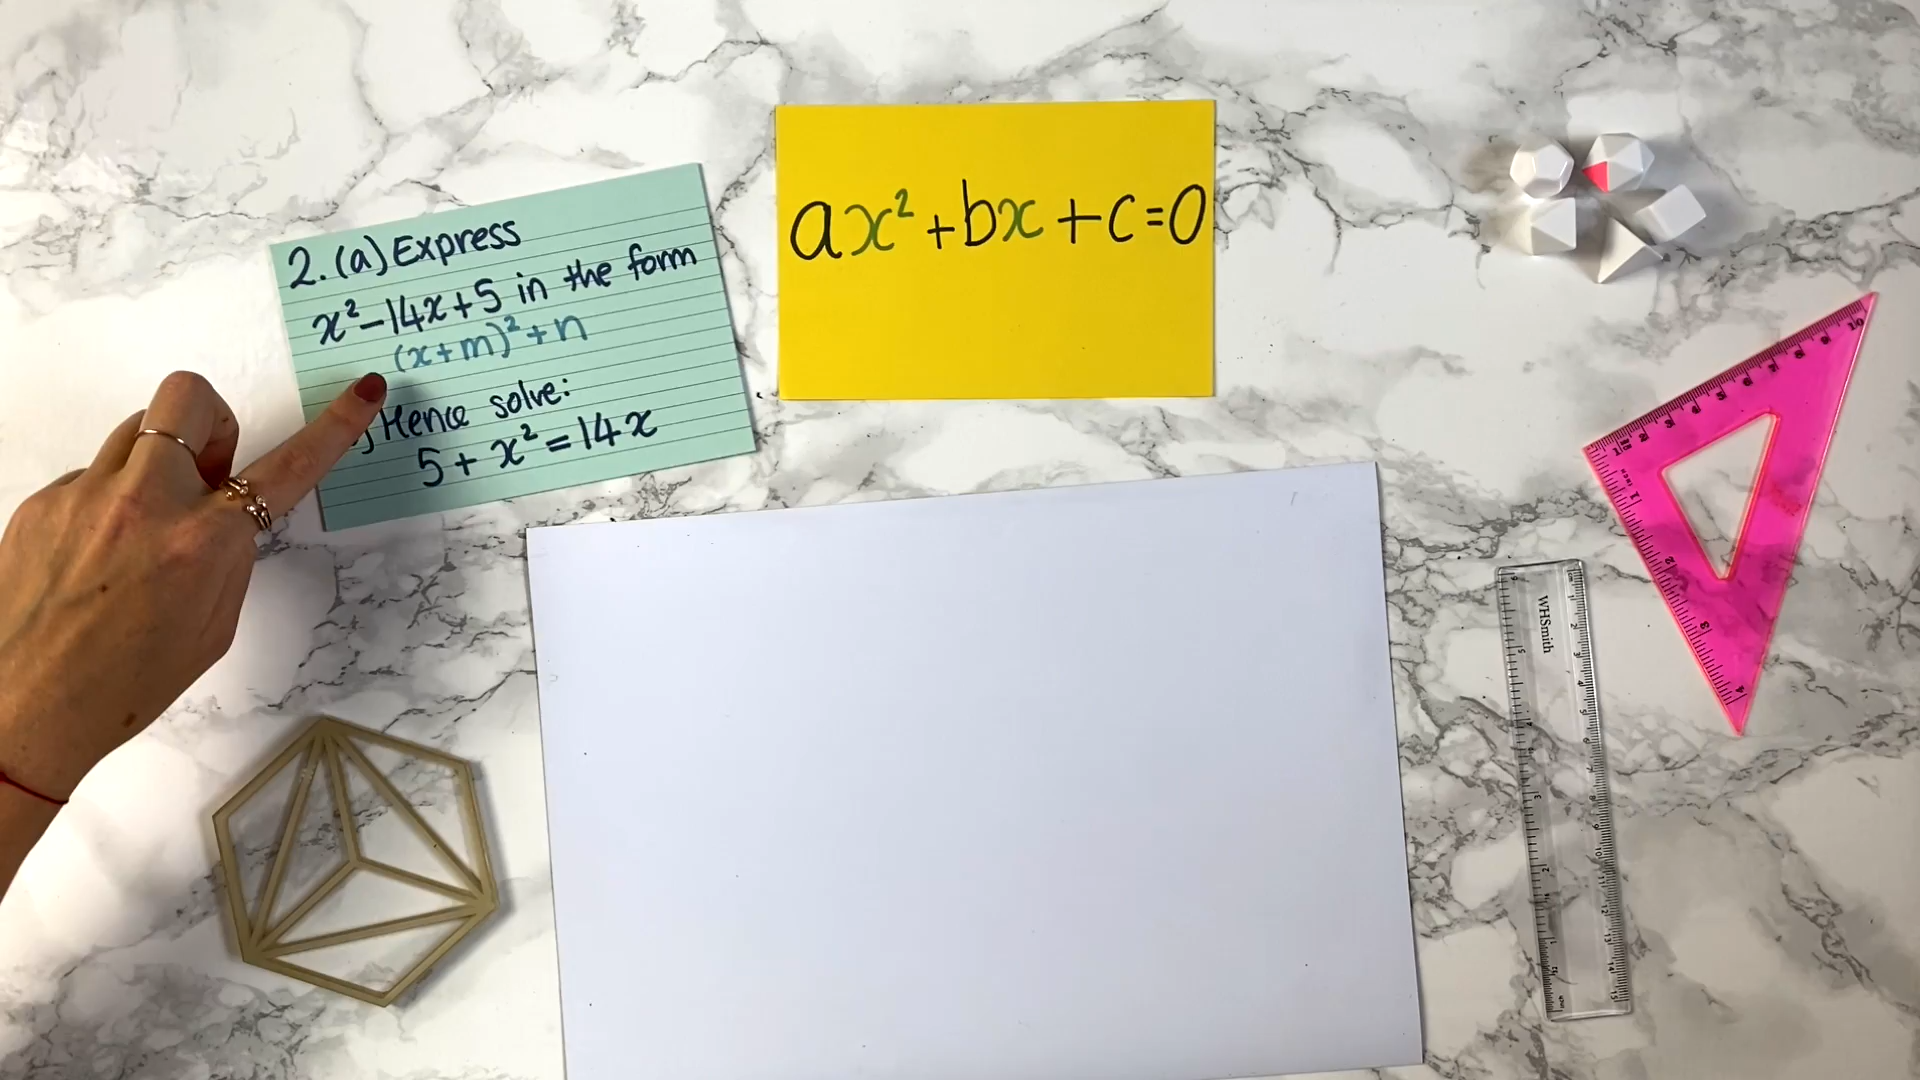 2. (a) Express
x² − 14x + 5 in the form
(x + m)² + n
) Hence solve:
5 + x² = 14x
ax² + bx + c = 0
WHSmith